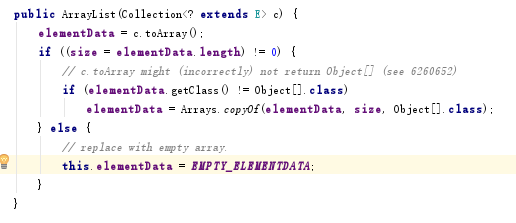 public ArrayList(Collection<? extends E> c) {
    elementData = c.toArray();
    if ((size = elementData.length) != 0) {
        // c.toArray might (incorrectly) not return Object[] (see 6260652)
        if (elementData.getClass() != Object[].class)
            elementData = Arrays.copyOf(elementData, size, Object[].class);
    } else {
        // replace with empty array.
        this.elementData = EMPTY_ELEMENTDATA;
    }
}